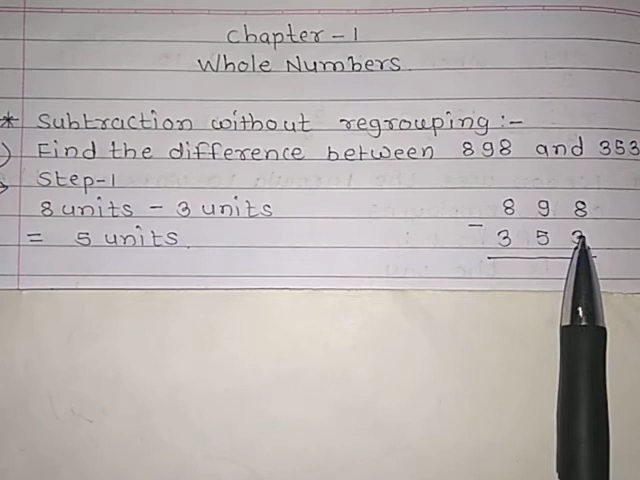 Chapter - 1
Whole Numbers
* Subtraction without regrouping :-
) Find the difference between 898 and 353
Step-1
8 units - 3 units 8 9 8
= 5 units. - 3 5 3